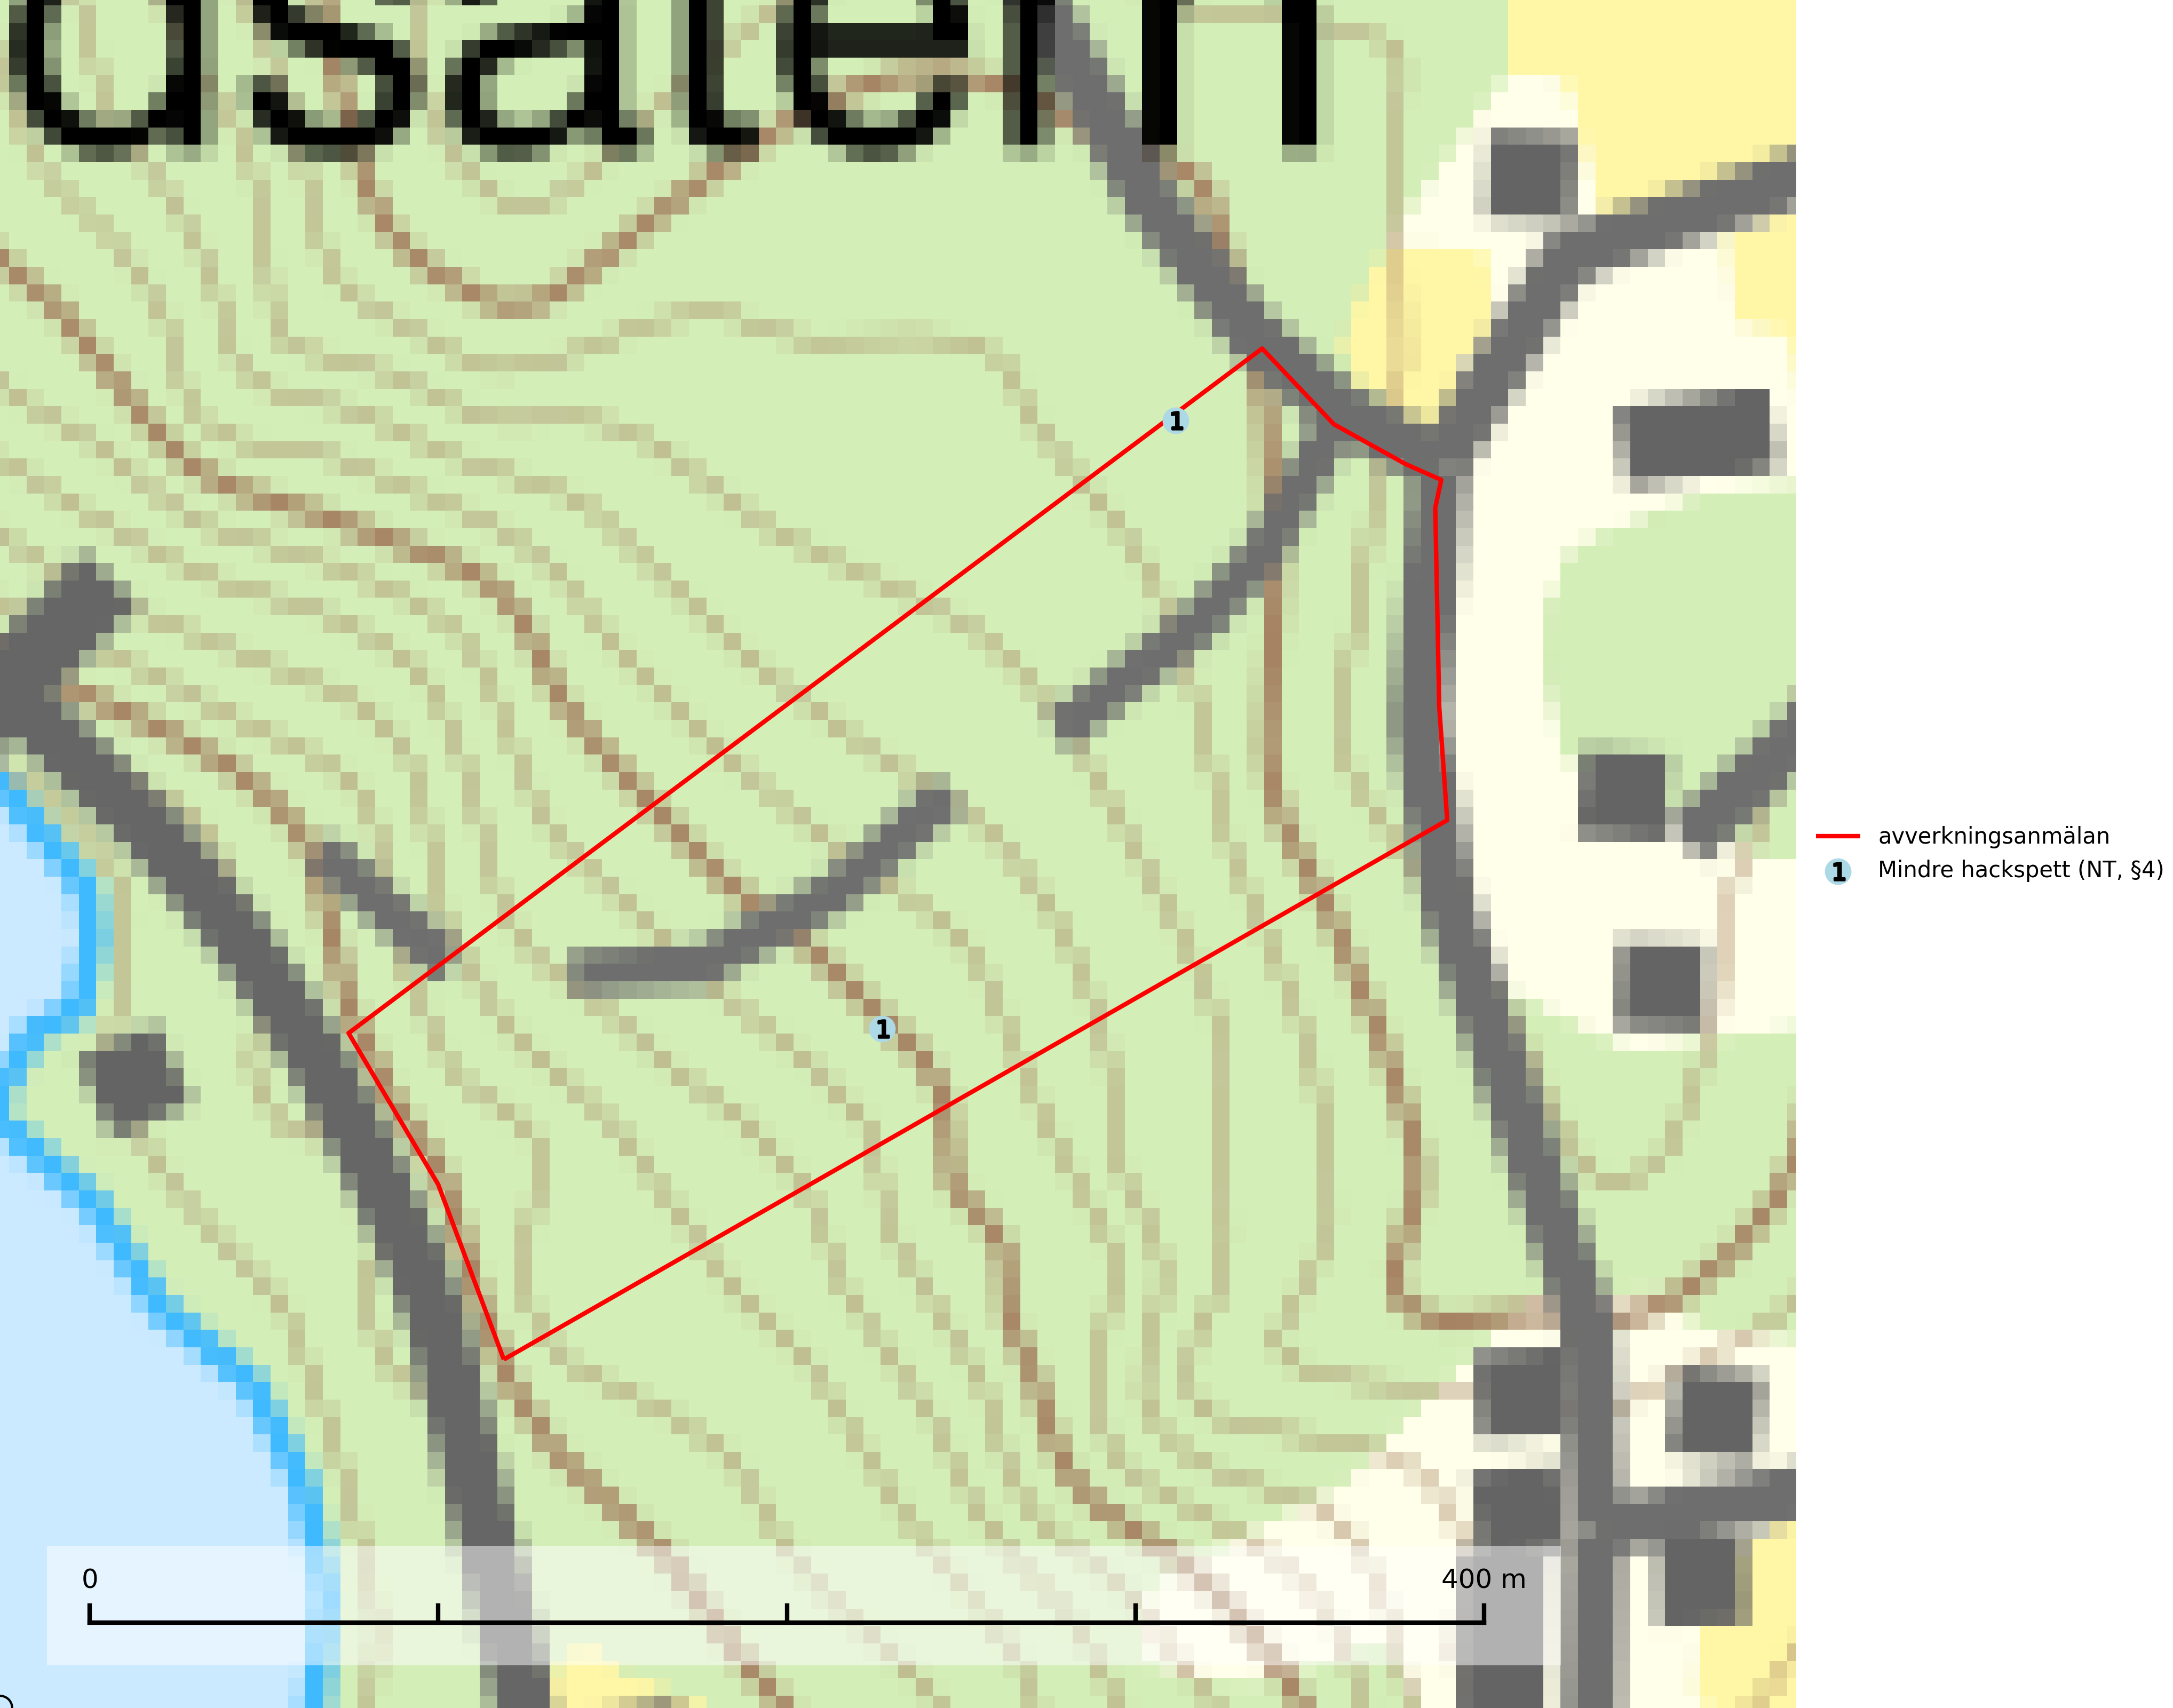 avverkningsanmälan
1 Mindre hackspett (NT, §4)
1
1
0
400 m